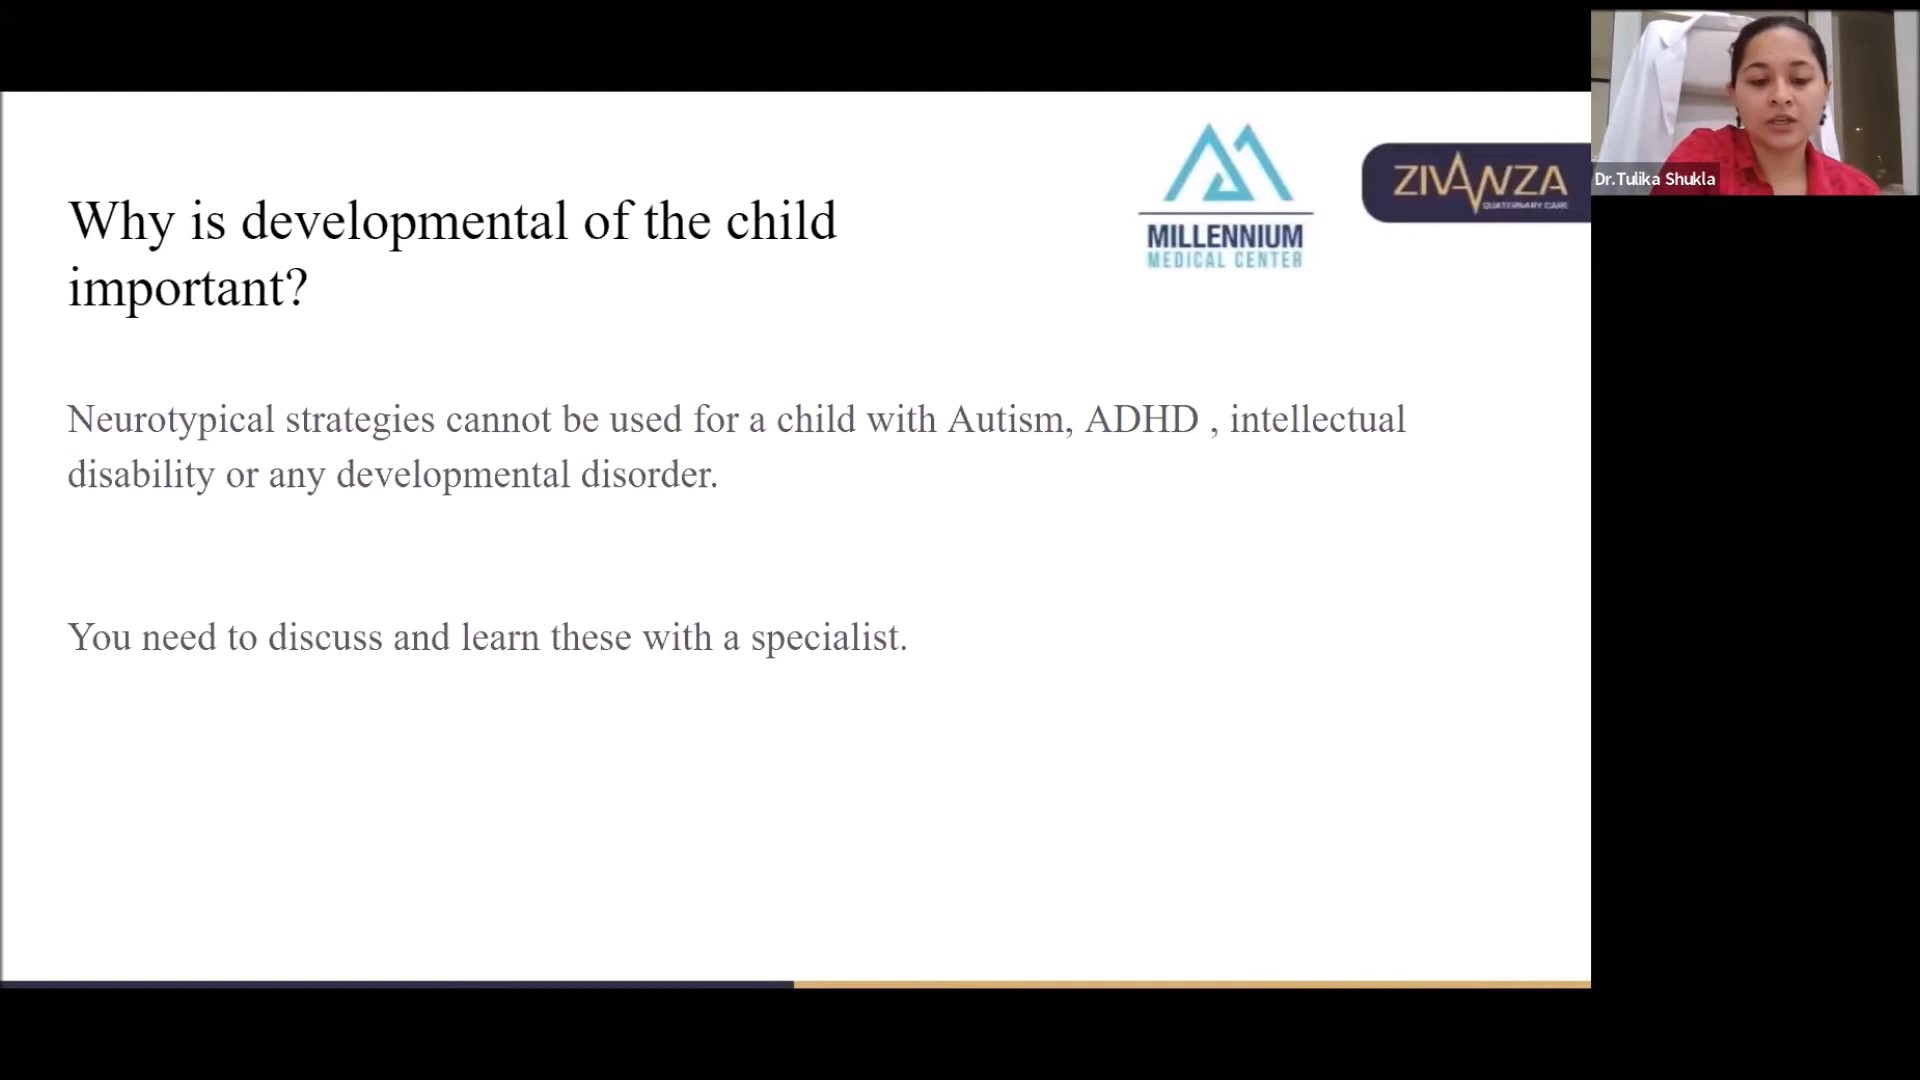 Why is developmental of the child
important?
MILLENNIUM
MEDICAL CENTER
ZIVANZA
QUATERNARY CARE
Dr.Tulika Shukla
Neurotypical strategies cannot be used for a child with Autism, ADHD , intellectual
disability or any developmental disorder.
You need to discuss and learn these with a specialist.